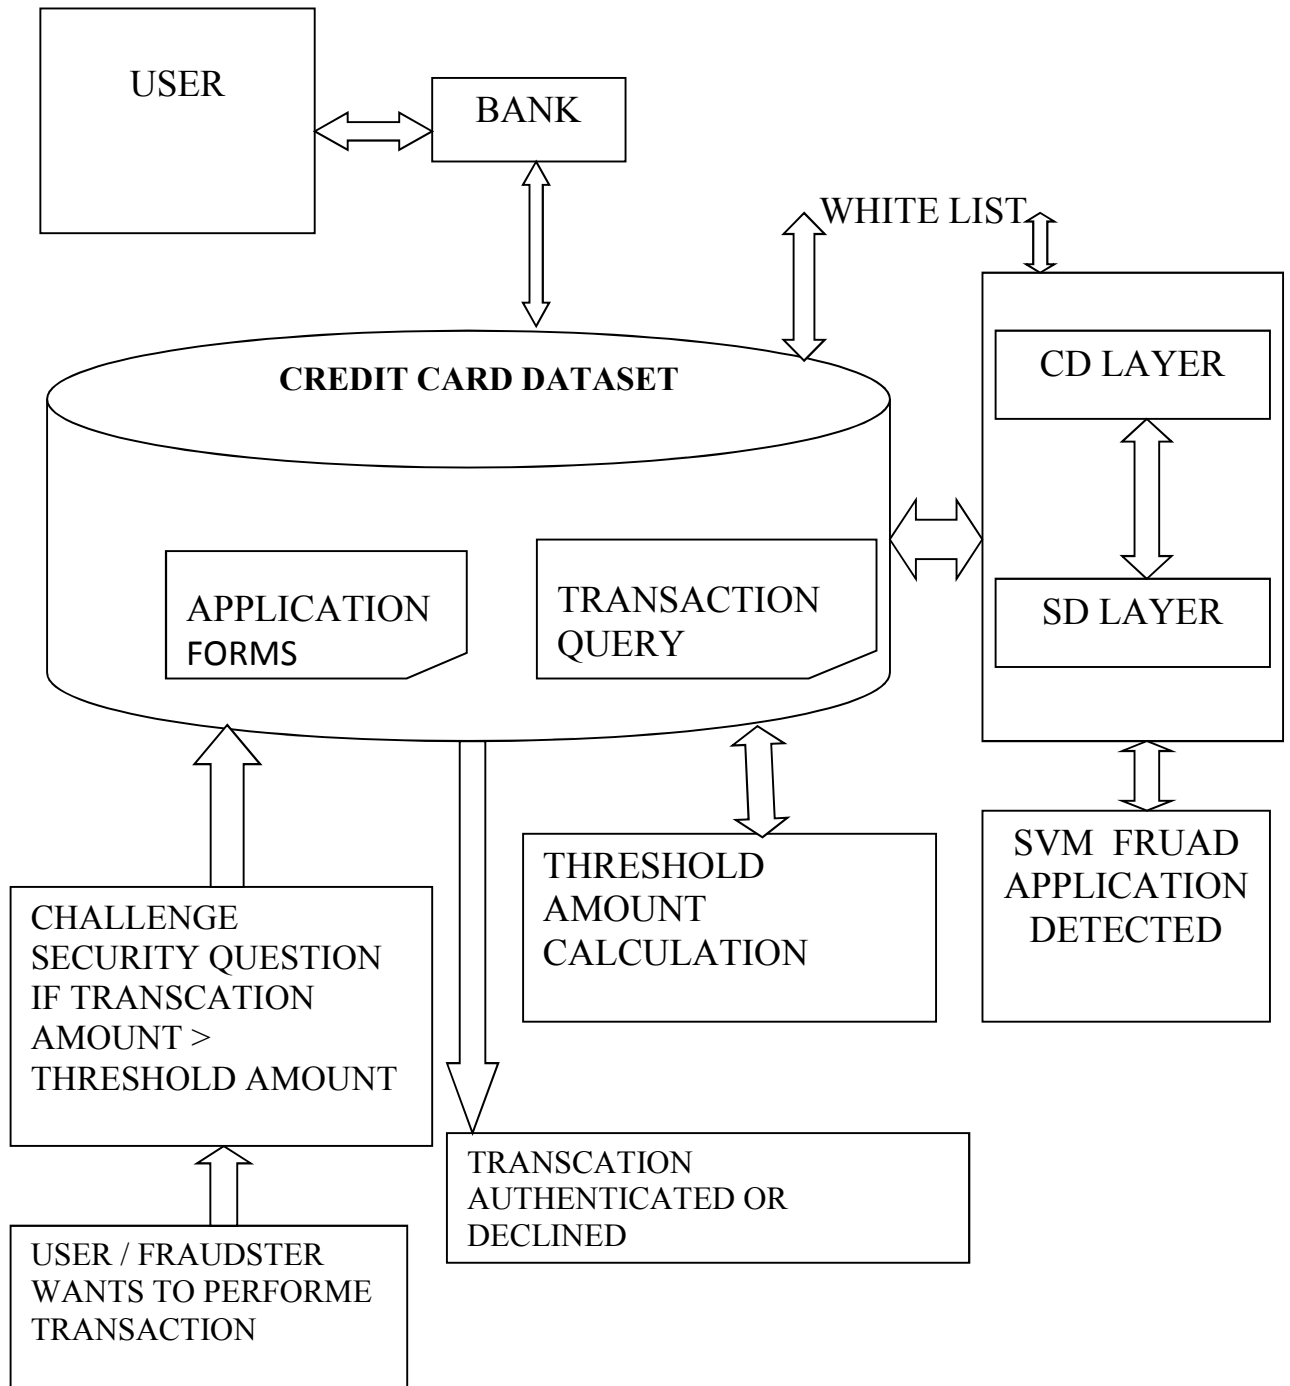 USER
BANK
WHITE LIST
CREDIT CARD DATASET
CD LAYER
APPLICATION
FORMS
TRANSACTION
QUERY
SD LAYER
SVM  FRUAD
APPLICATION
DETECTED
THRESHOLD
AMOUNT
CALCULATION
CHALLENGE
SECURITY QUESTION
IF TRANSCATION
AMOUNT >
THRESHOLD AMOUNT
TRANSCATION
AUTHENTICATED OR
DECLINED
USER / FRAUDSTER
WANTS TO PERFORME
TRANSACTION